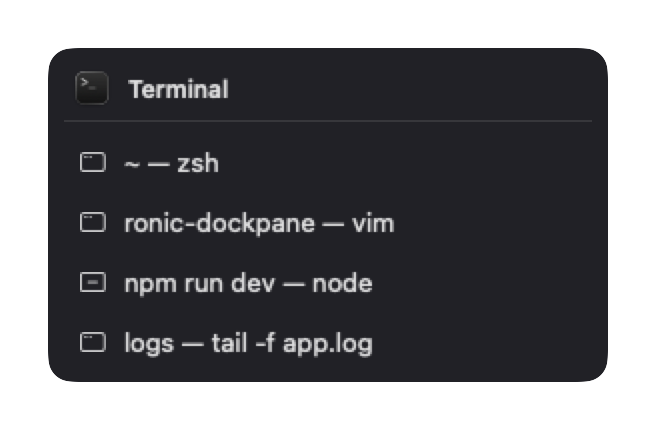 Terminal
~ — zsh
ronic-dockpane — vim
npm run dev — node
logs — tail -f app.log